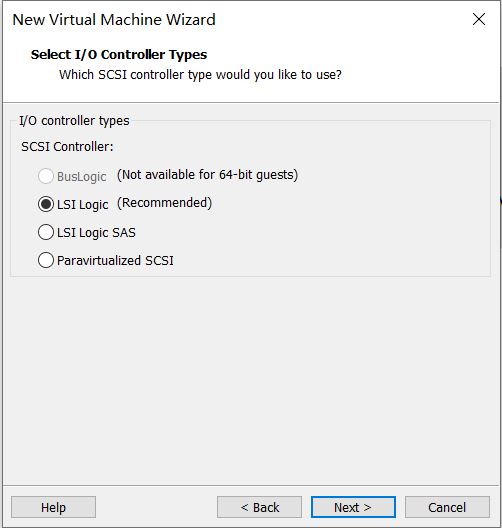 New Virtual Machine Wizard
Select I/O Controller Types
Which SCSI controller type would you like to use?
I/O controller types
SCSI Controller:
BusLogic (Not available for 64-bit guests)
LSI Logic (Recommended)
LSI Logic SAS
Paravirtualized SCSI
Help < Back Next > Cancel